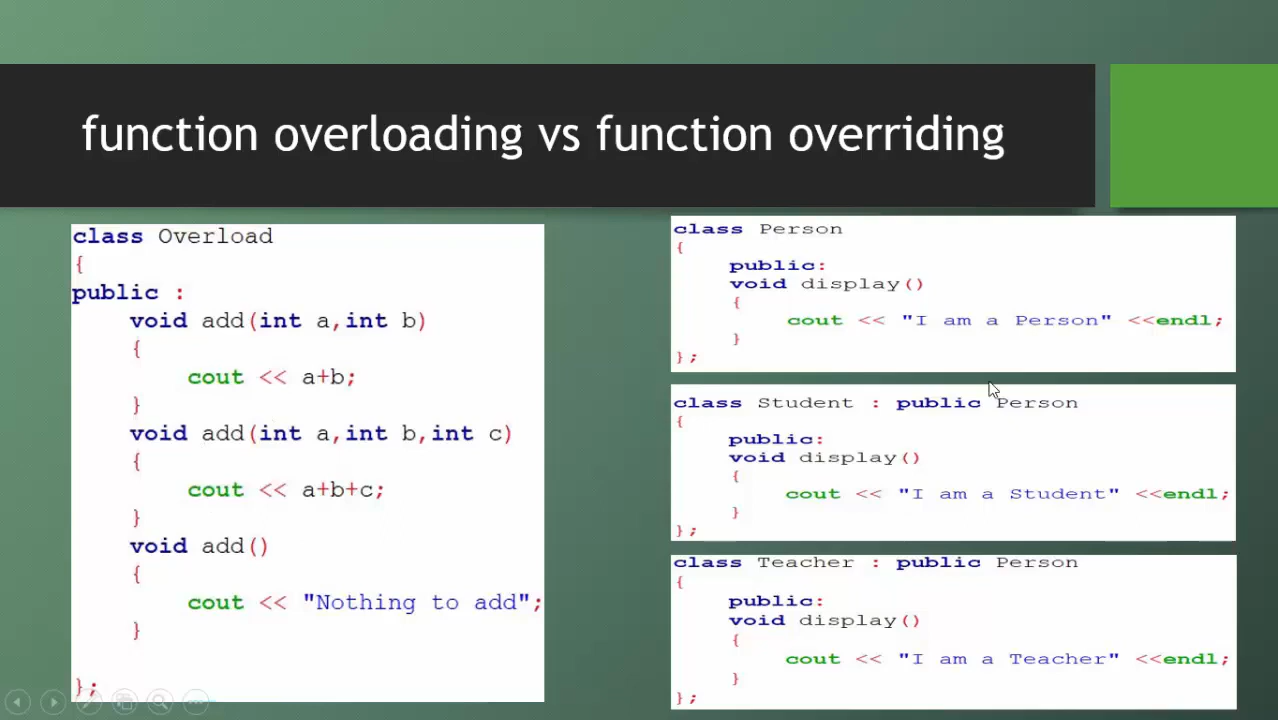 function overloading vs function overriding
class Overload
{
public :
void add(int a,int b)
{
cout << a+b;
}
void add(int a,int b,int c)
{
cout << a+b+c;
}
void add()
{
cout << "Nothing to add";
}
};
class Person
{
public:
void display()
{
cout << "I am a Person" <<endl;
}
};
class Student : public Person
{
public:
void display()
{
cout << "I am a Student" <<endl;
}
};
class Teacher : public Person
{
public:
void display()
{
cout << "I am a Teacher" <<endl;
}
};